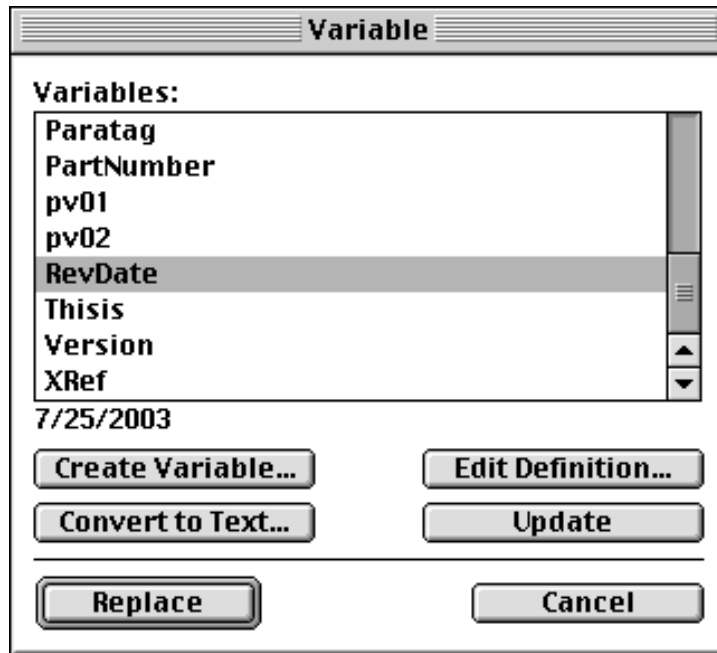 Variable
Variables:
Paratag
PartNumber
pv01
pv02
RevDate
Thisis
Version
XRef
7/25/2003
Create Variable... Edit Definition...
Convert to Text... Update
Replace Cancel